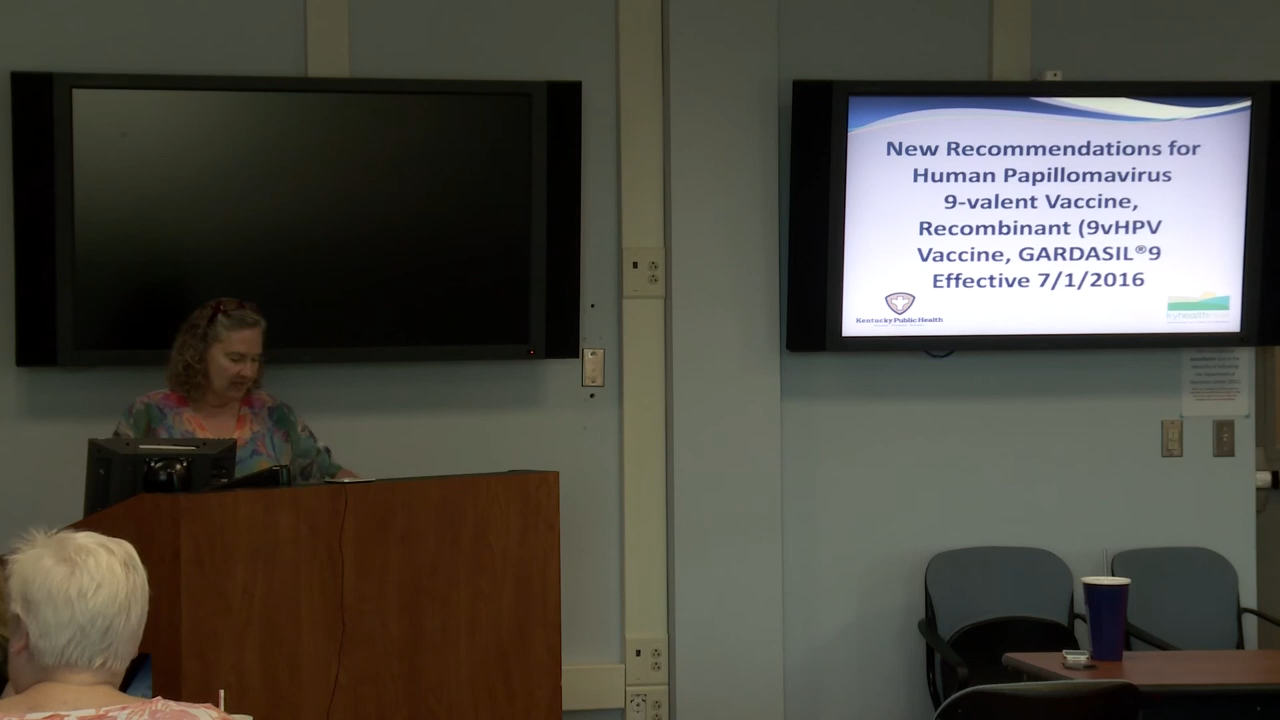 New Recommendations for
Human Papillomavirus
9-valent Vaccine,
Recombinant (9vHPV
Vaccine, GARDASIL®9
Effective 7/1/2016
Kentucky Public Health
kyhealth